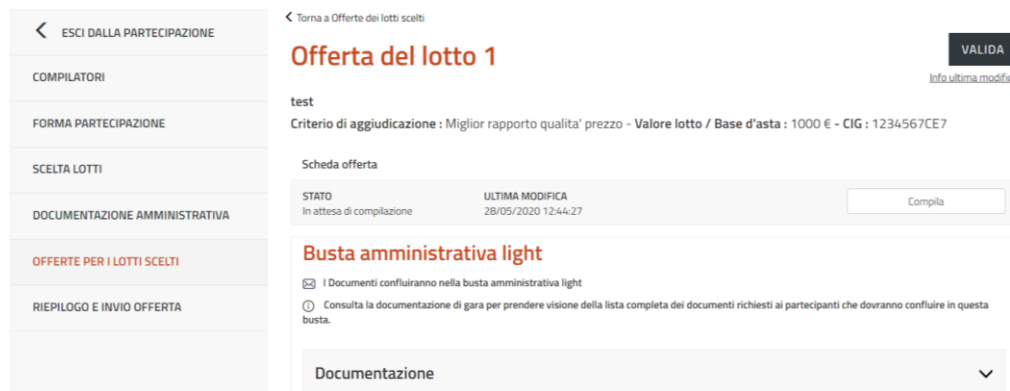 ESCI DALLA PARTECIPAZIONE
COMPILATORI
FORMA PARTECIPAZIONE
SCELTA LOTTI
DOCUMENTAZIONE AMMINISTRATIVA
OFFERTE PER I LOTTI SCELTI
RIEPILOGO E INVIO OFFERTA
Torna a Offerte dei lotti scelti
Offerta del lotto 1
VALIDA
Info ultima modific
test
Criterio di aggiudicazione : Miglior rapporto qualita' prezzo - Valore lotto / Base d'asta : 1000 € - CIG : 1234567CE7
Scheda offerta
STATO ULTIMA MODIFICA
In attesa di compilazione 28/05/2020 12:44:27 Compila
Busta amministrativa light
I Documenti confluiranno nella busta amministrativa light
Consulta la documentazione di gara per prendere visione della lista completa dei documenti richiesti ai partecipanti che dovranno confluire in questa
busta.
Documentazione